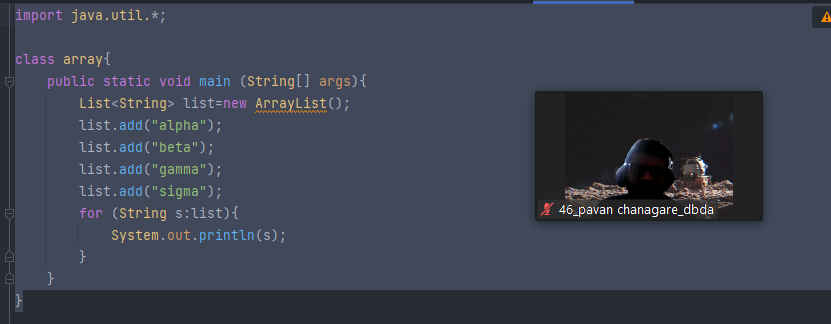 import java.util.*;
class array{
public static void main (String[] args){
List<String> list=new ArrayList();
list.add("alpha");
list.add("beta");
list.add("gamma");
list.add("sigma");
for (String s:list){
System.out.println(s);
}
}
}
46_pavan chanagare_dbda